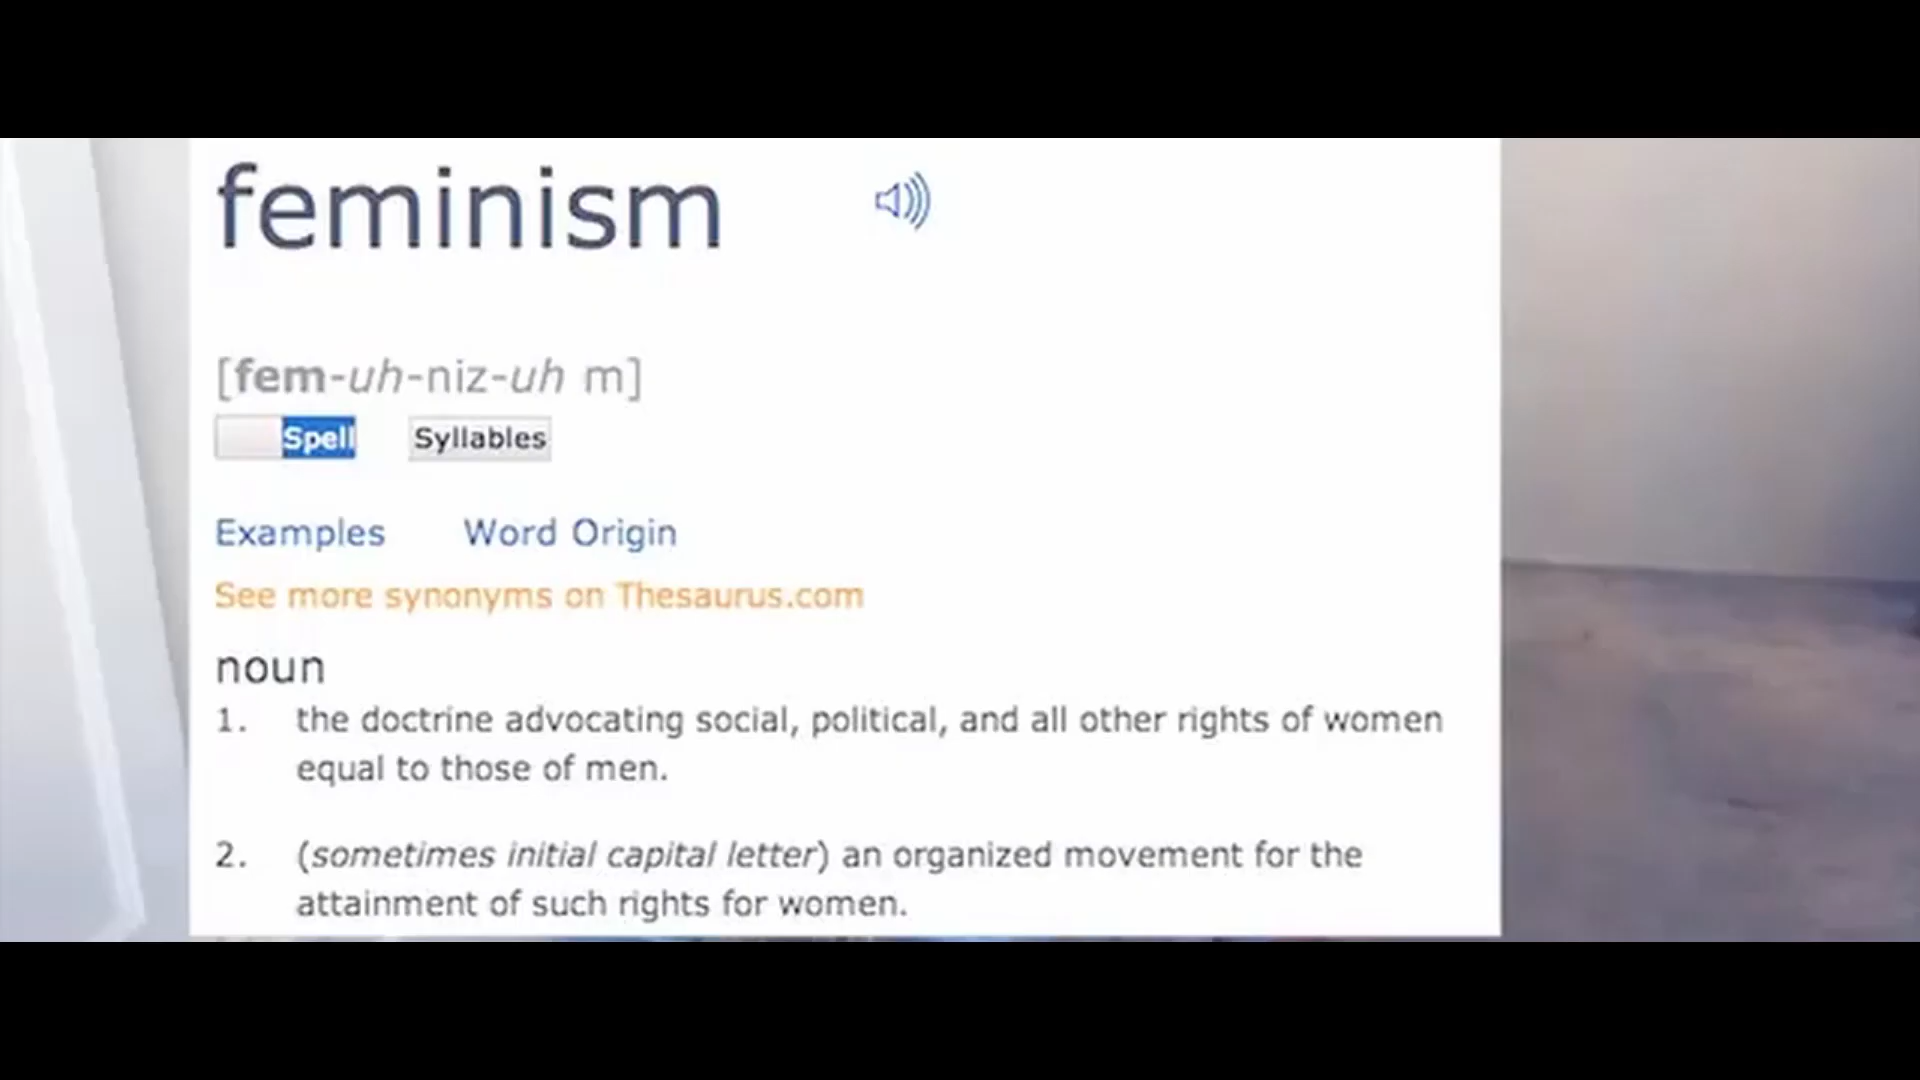 feminism
[fem-uh-niz-uh m]
Spell Syllables
Examples Word Origin
See more synonyms on Thesaurus.com
noun
1. the doctrine advocating social, political, and all other rights of women
equal to those of men.
2. (sometimes initial capital letter) an organized movement for the
attainment of such rights for women.